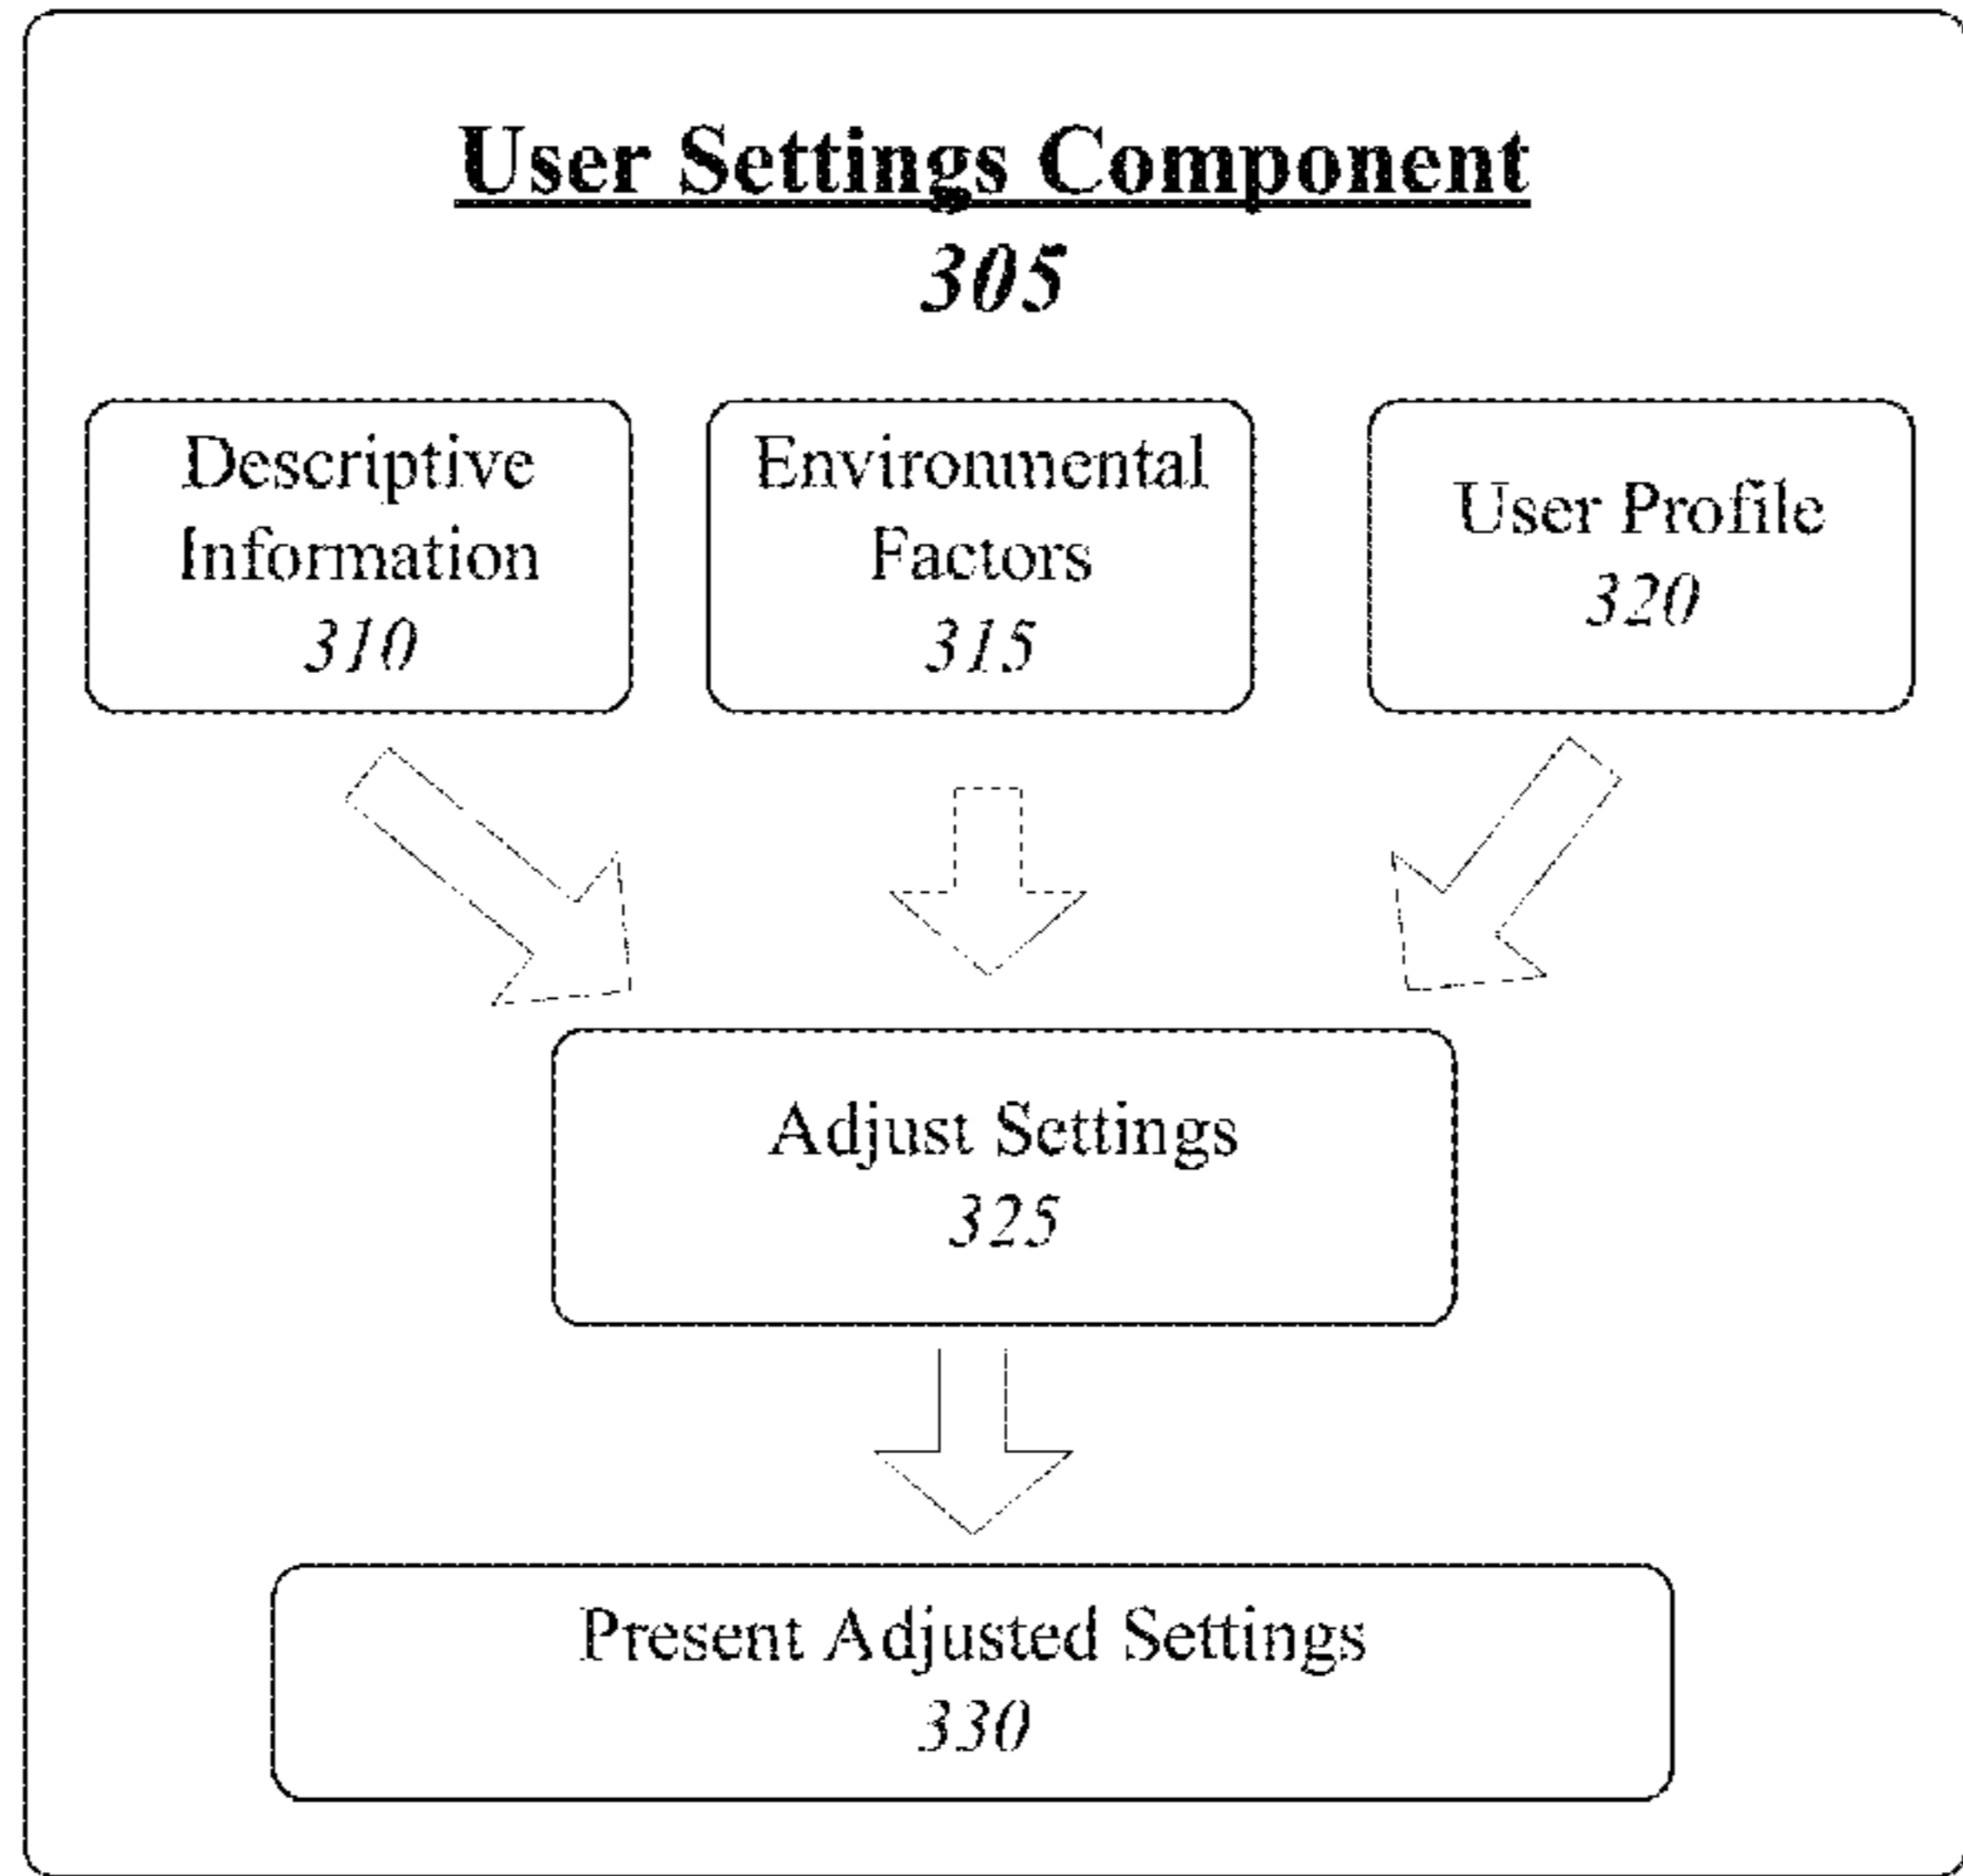 User Settings Component
305
Descriptive
Information
310
Environmental
Factors
315
User Profile
320
Adjust Settings
325
Present Adjusted Settings
330